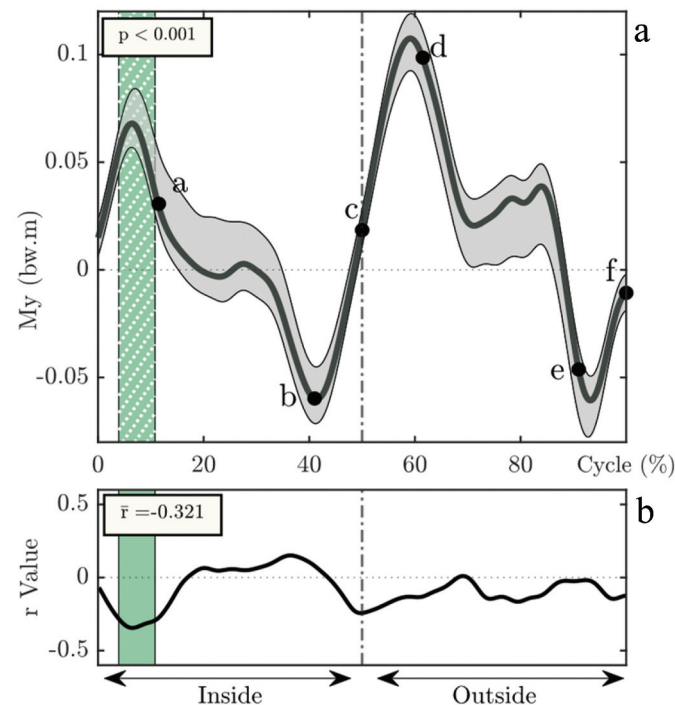 a
p < 0.001
My (bw.m)
0.1
0.05
0
-0.05
a
b
c
d
e
f
0 20 40 60 80 Cycle (%)
b
r̄ =-0.321
r Value
0.5
0
-0.5
Inside Outside